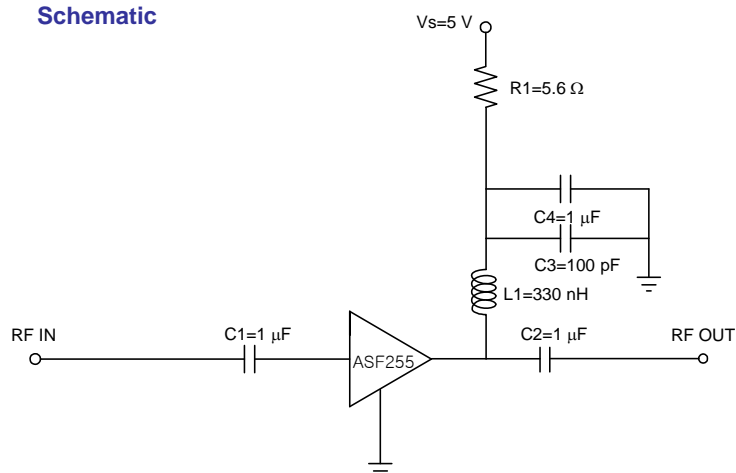 Schematic
Vs=5 V
R1=5.6 Ω
C4=1 μF
C3=100 pF
L1=330 nH
RF IN
C1=1 μF
ASF255
C2=1 μF
RF OUT